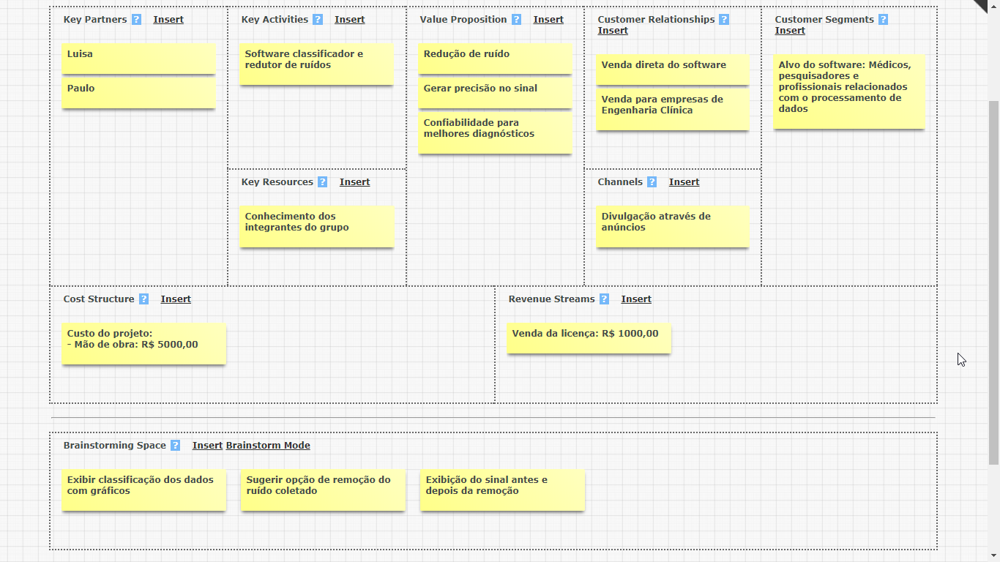 Key Partners ? Insert
Luisa
Paulo
Key Activities ? Insert
Software classificador e
redutor de ruídos
Key Resources ? Insert
Conhecimento dos
integrantes do grupo
Value Proposition ? Insert
Redução de ruído
Gerar precisão no sinal
Confiabilidade para
melhores diagnósticos
Customer Relationships ?
Insert
Venda direta do software
Venda para empresas de
Engenharia Clínica
Channels ? Insert
Divulgação através de
anúncios
Customer Segments ?
Insert
Alvo do software: Médicos,
pesquisadores e
profissionais relacionados
com o processamento de
dados
Cost Structure ? Insert
Custo do projeto:
- Mão de obra: R$ 5000,00
Revenue Streams ? Insert
Venda da licença: R$ 1000,00
Brainstorming Space ? Insert Brainstorm Mode
Exibir classificação dos dados
com gráficos
Sugerir opção de remoção do
ruído coletado
Exibição do sinal antes e
depois da remoção